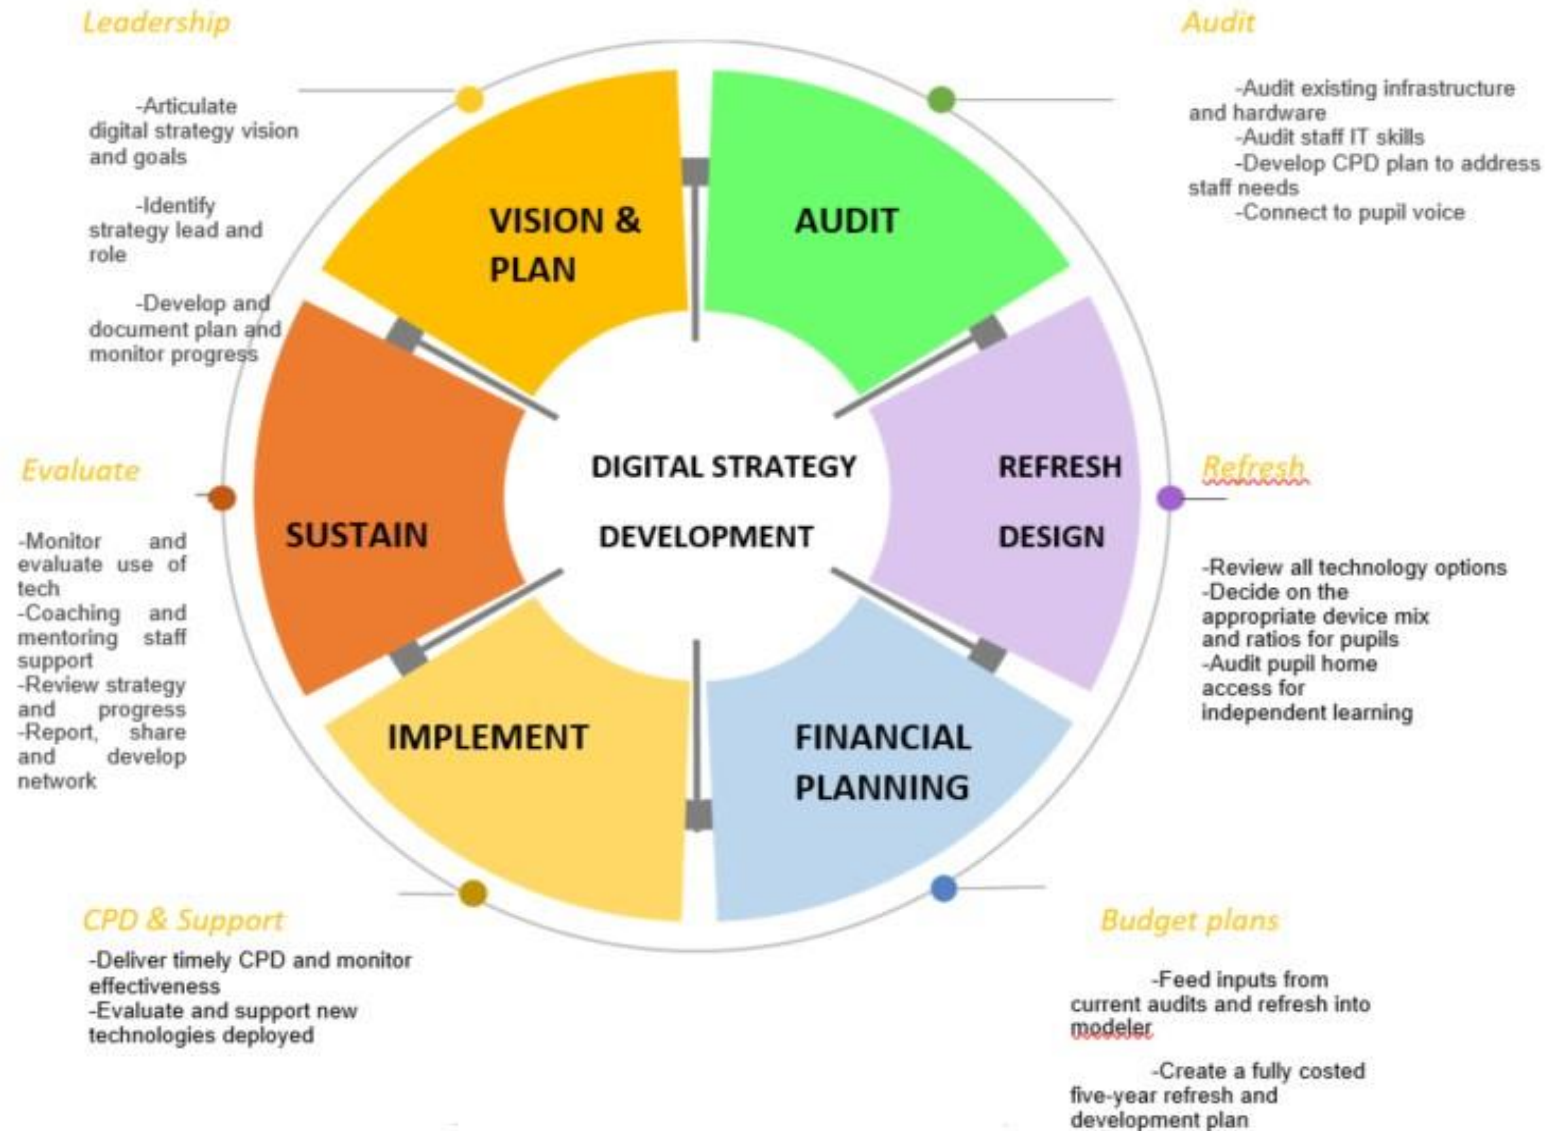 Leadership
-Articulate
digital strategy vision
and goals
-Identify
strategy lead and
role
-Develop and
document plan and
monitor progress
Audit
-Audit existing infrastructure
and hardware
-Audit staff IT skills
-Develop CPD plan to address
staff needs
-Connect to pupil voice
VISION &
PLAN
AUDIT
SUSTAIN
DIGITAL STRATEGY
DEVELOPMENT
REFRESH
DESIGN
IMPLEMENT
FINANCIAL
PLANNING
Evaluate
-Monitor and
evaluate use of
tech
-Coaching and
mentoring staff
support
-Review strategy
and progress
-Report, share
and develop
network
Refresh
-Review all technology options
-Decide on the
appropriate device mix
and ratios for pupils
-Audit pupil home
access for
independent learning
CPD & Support
-Deliver timely CPD and monitor
effectiveness
-Evaluate and support new
technologies deployed
Budget plans
-Feed inputs from
current audits and refresh into
modeler
-Create a fully costed
five-year refresh and
development plan